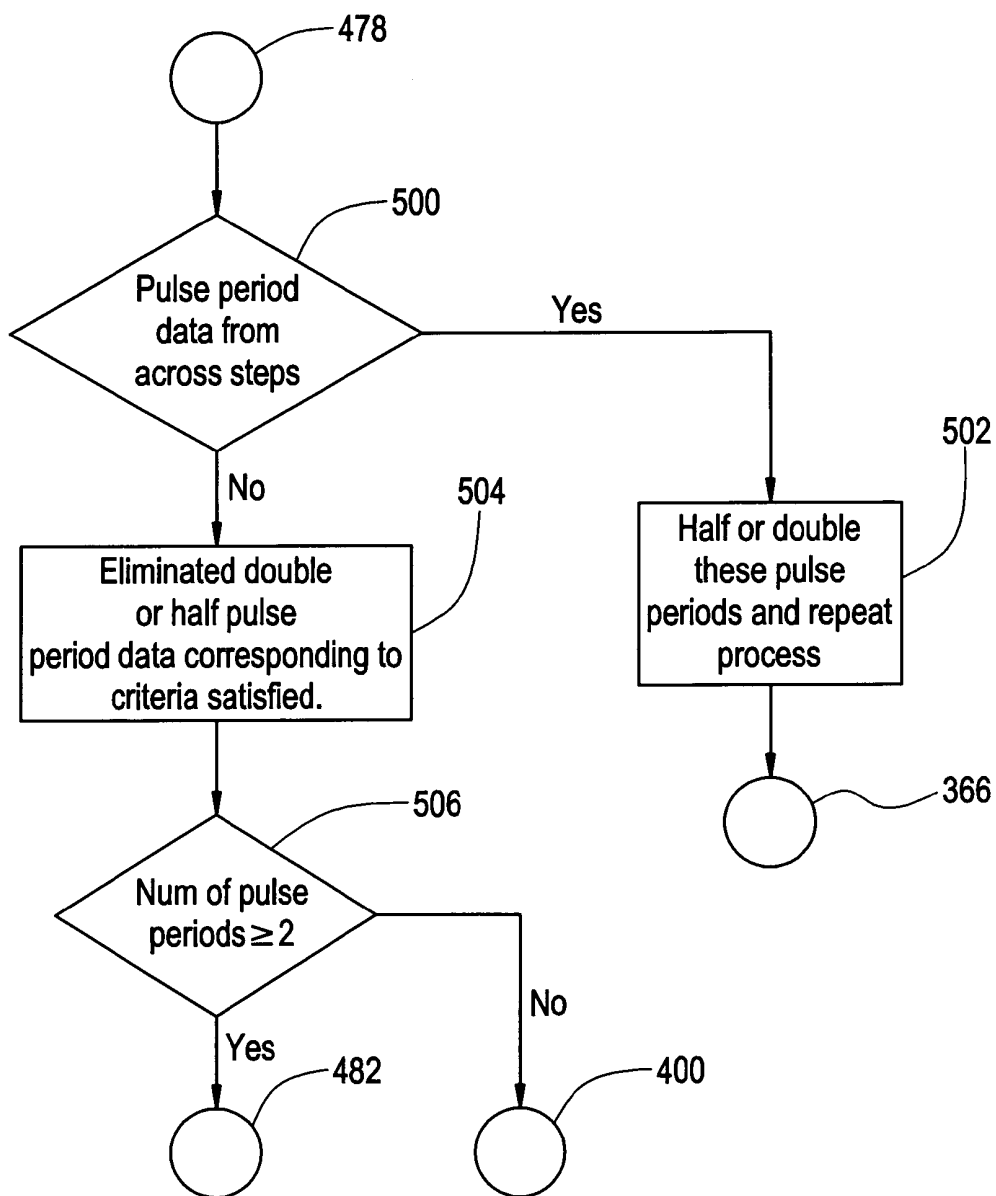 478
500
Pulse period
data from
across steps
Yes
No
502
504
Half or double
these pulse
periods and repeat
process
Eliminated double
or half pulse
period data corresponding to
criteria satisfied.
366
506
Num of pulse
periods ≥ 2
No
Yes
482
400